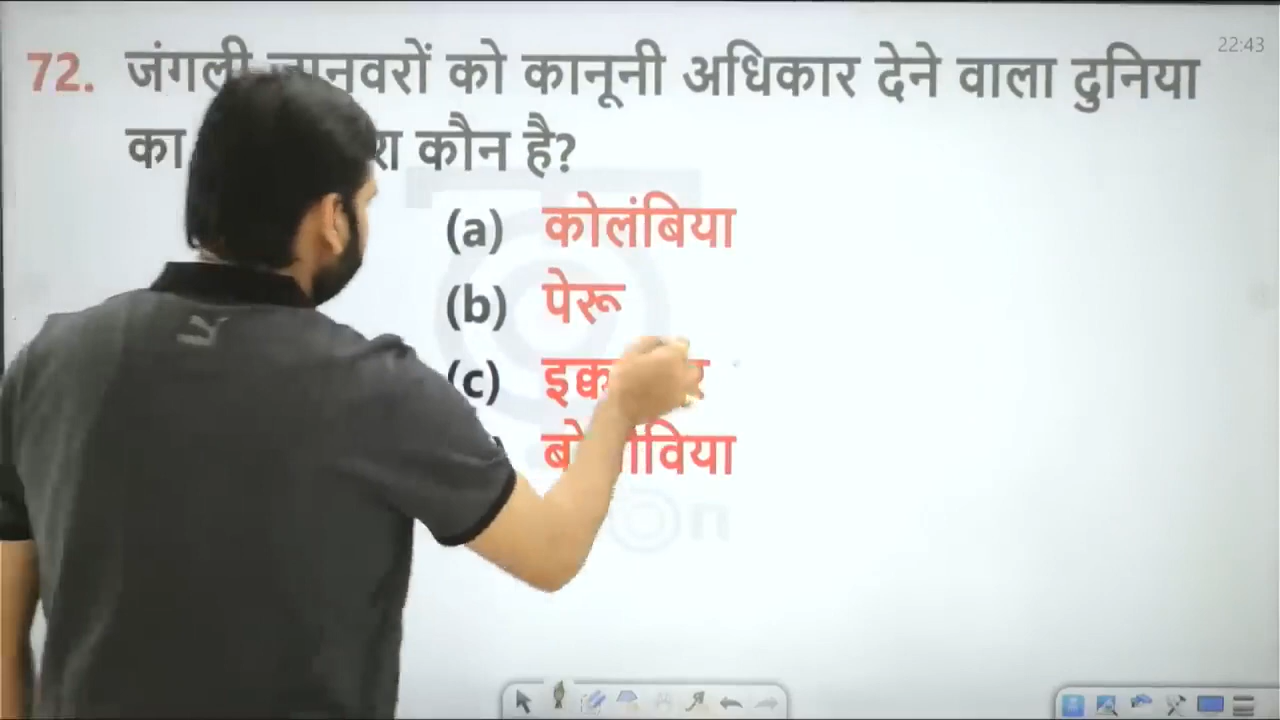 22:43
72. जंगली जानवरों को कानूनी अधिकार देने वाला दुनिया
का कौन है?
(a) कोलंबिया
(b) पेरू
(c)
विया